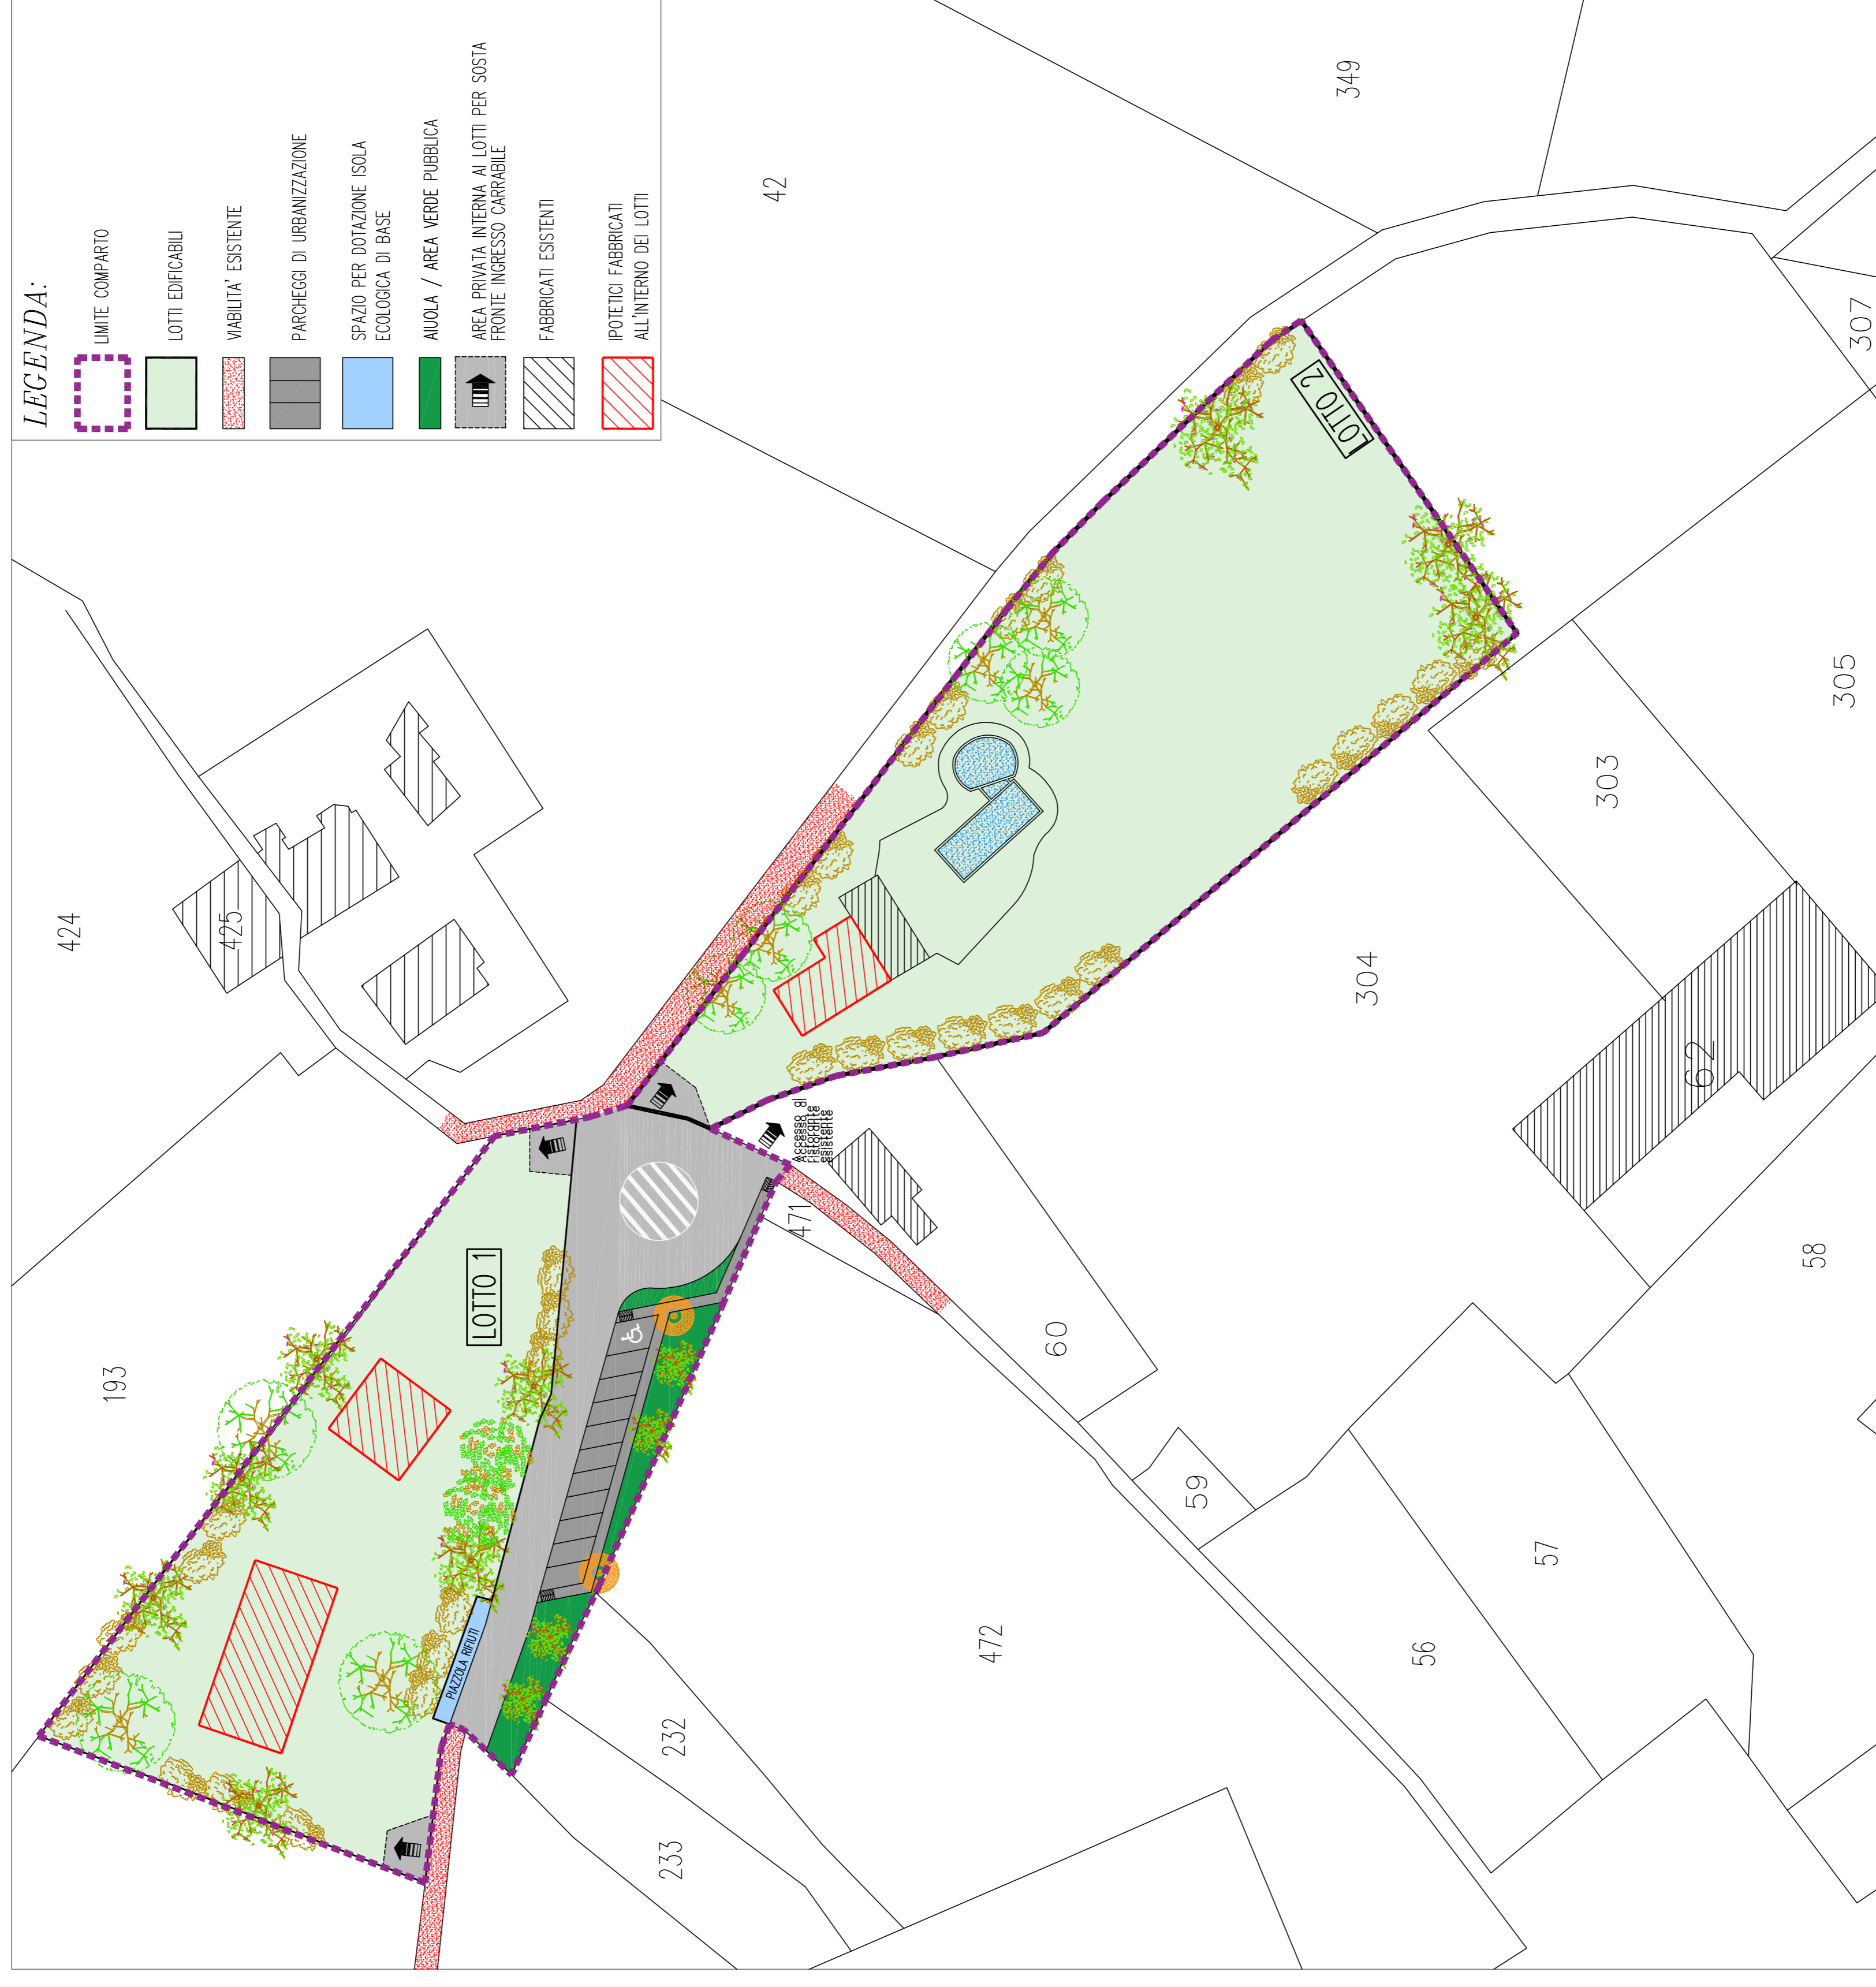 LEGENDA:
LIMITE COMPARTO
LOTTI EDIFICABILI
VIABILITA' ESISTENTE
PARCHEGGI DI URBANIZZAZIONE
SPAZIO PER DOTAZIONE ISOLA
ECOLOGICA DI BASE
AIUOLA / AREA VERDE PUBBLICA
AREA PRIVATA INTERNA AI LOTTI PER SOSTA
FRONTE INGRESSO CARRABILE
FABBRICATI ESISTENTI
IPOTETICI FABBRICATI
ALL'INTERNO DEI LOTTI
424
425
193
42
349
307
LOTTO 2
LOTTO 1
PIAZZOLA RIFIUTI
Accesso di
ristorante
esistente
471
305
303
304
62
58
60
59
57
56
472
232
233